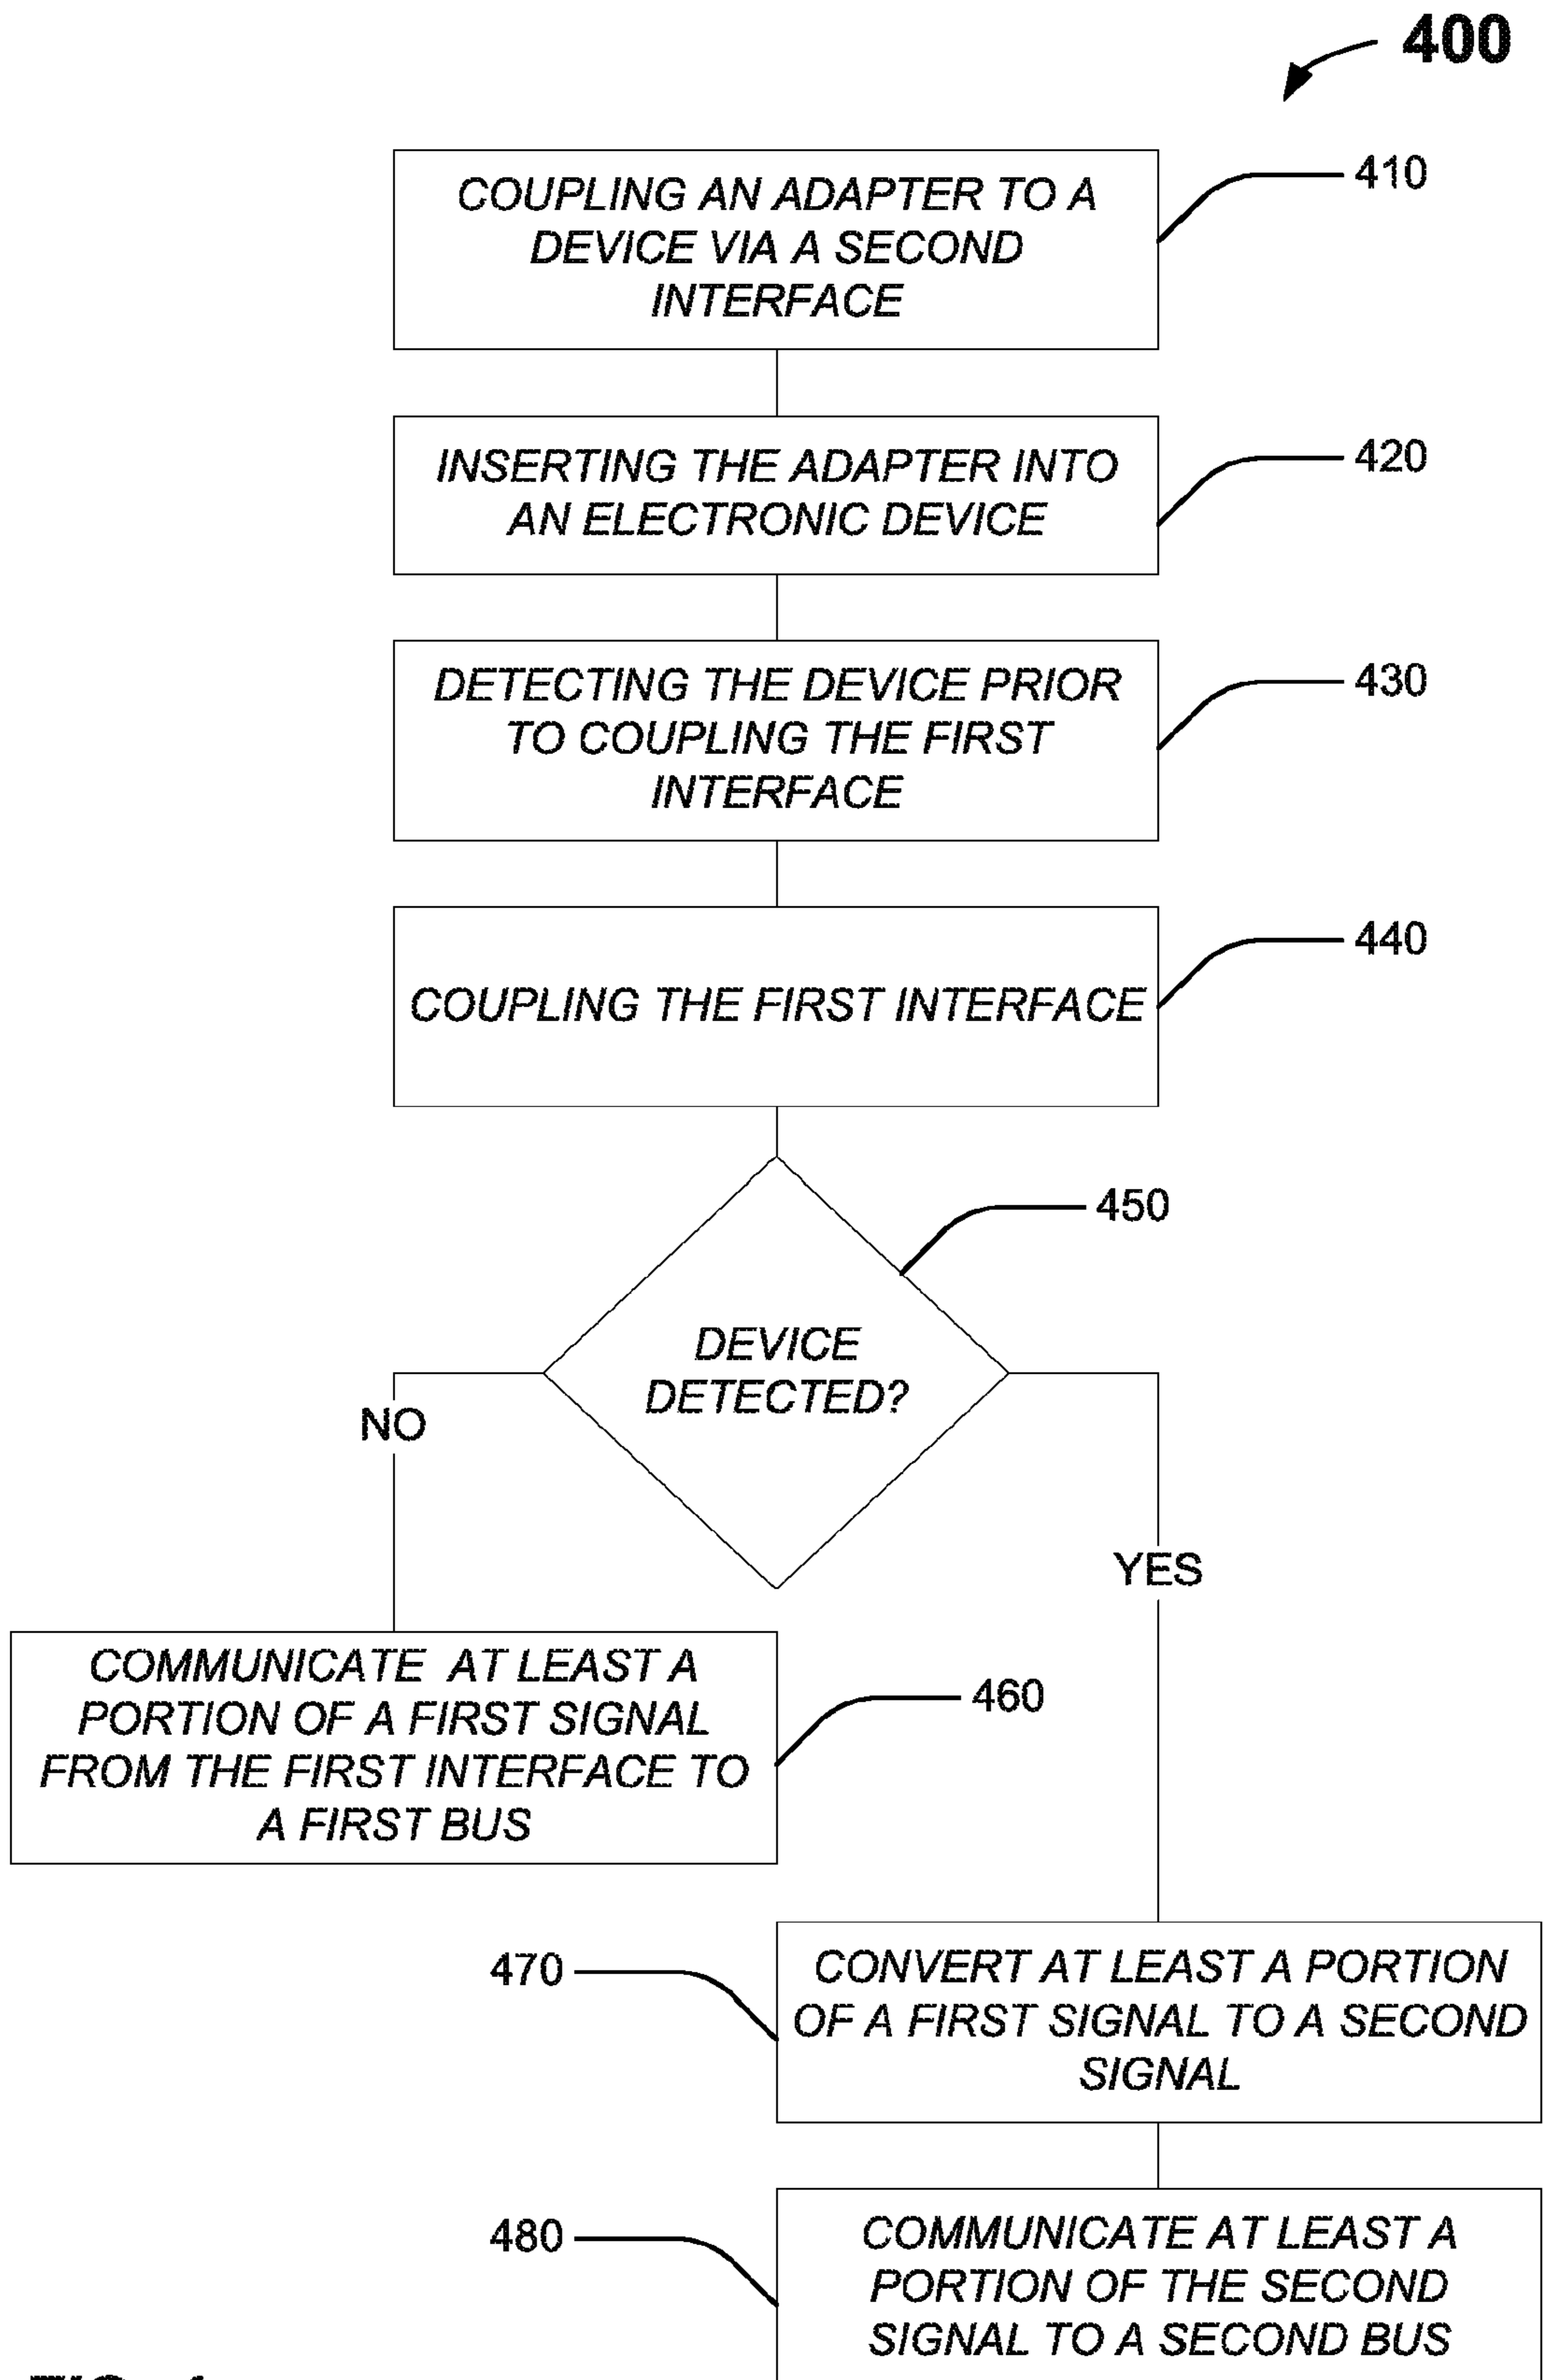 400
COUPLING AN ADAPTER TO A
DEVICE VIA A SECOND
INTERFACE
410
INSERTING THE ADAPTER INTO
AN ELECTRONIC DEVICE
420
DETECTING THE DEVICE PRIOR
TO COUPLING THE FIRST
INTERFACE
430
COUPLING THE FIRST INTERFACE
440
450
DEVICE
DETECTED?
NO
YES
COMMUNICATE AT LEAST A
PORTION OF A FIRST SIGNAL
FROM THE FIRST INTERFACE TO
A FIRST BUS
460
470
CONVERT AT LEAST A PORTION
OF A FIRST SIGNAL TO A SECOND
SIGNAL
480
COMMUNICATE AT LEAST A
PORTION OF THE SECOND
SIGNAL TO A SECOND BUS